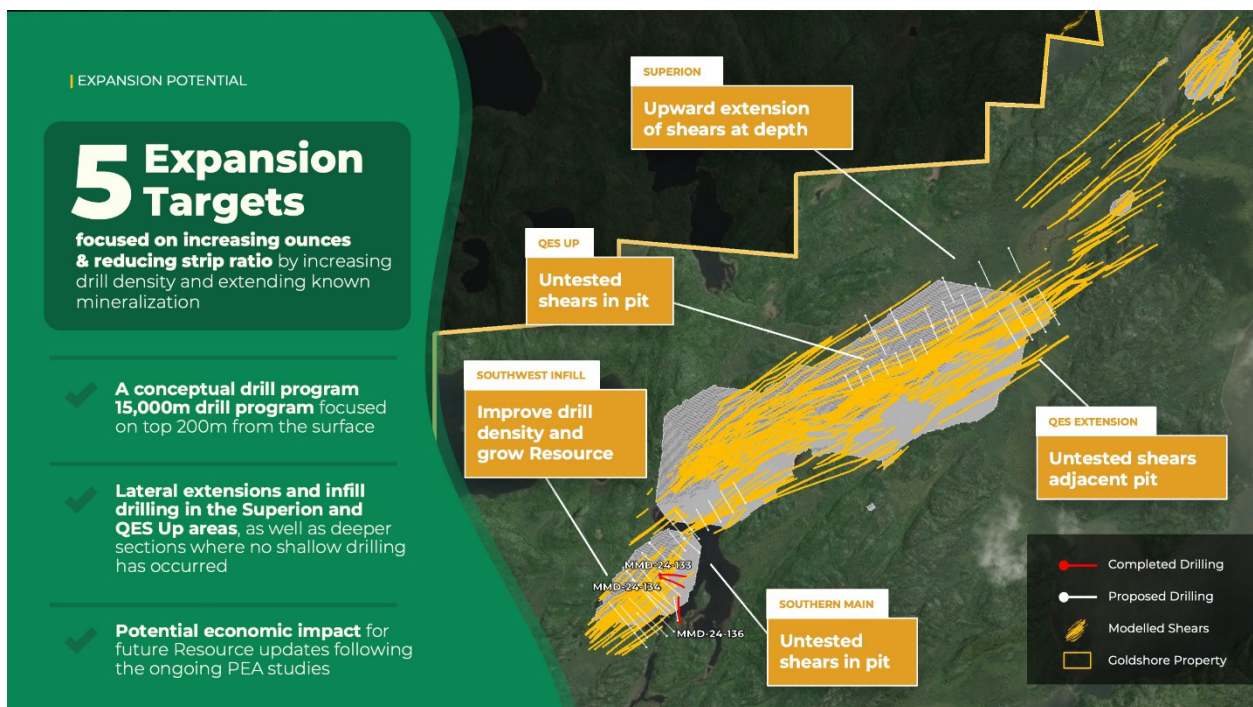 EXPANSION POTENTIAL
5 Expansion
Targets
focused on increasing ounces
& reducing strip ratio by increasing
drill density and extending known
mineralization
A conceptual drill program
15,000m drill program focused
on top 200m from the surface
Lateral extensions and infill
drilling in the Superion and
QES Up areas, as well as deeper
sections where no shallow drilling
has occurred
Potential economic impact for
future Resource updates following
the ongoing PEA studies
SUPERION
Upward extension
of shears at depth
QES UP
Untested
shears in pit
SOUTHWEST INFILL
Improve drill
density and
grow Resource
QES EXTENSION
Untested shears
adjacent pit
MMD-24-133
MMD-24-134
MMD-24-136
SOUTHERN MAIN
Untested
shears in pit
Completed Drilling
Proposed Drilling
Modelled Shears
Goldshore Property